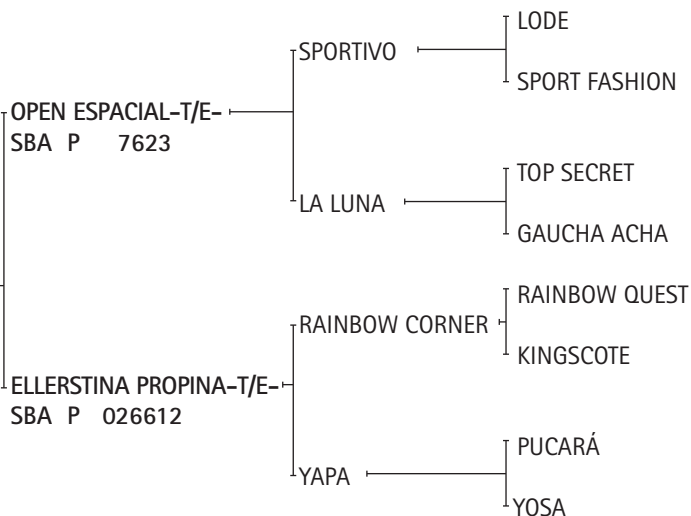 LODE
SPORTIVO
SPORT FASHION
OPEN ESPACIAL-T/E-
SBA P 7623
TOP SECRET
LA LUNA
GAUCHA ACHA
RAINBOW QUEST
RAINBOW CORNER
KINGSCOTE
ELLERSTINA PROPINA-T/E-
SBA P 026612
PUCARÁ
YAPA
YOSA